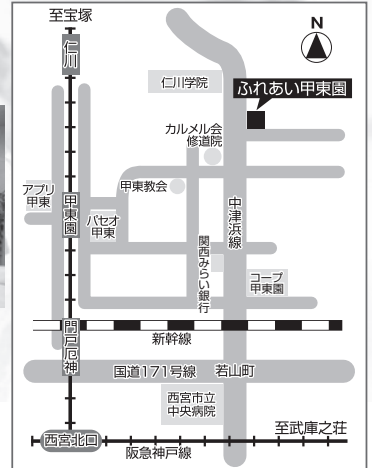 至宝塚
N
仁川
仁川学院
ふれあい甲東園
カルメル会
修道院
アプリ
甲東
甲東園
甲東教会
パセオ
甲東
中津浜線
関西みらい銀行
コープ
甲東園
門戸厄神
新幹線
国道171号線
若山町
西宮市立
中央病院
西宮北口
至武庫之荘
阪急神戸線